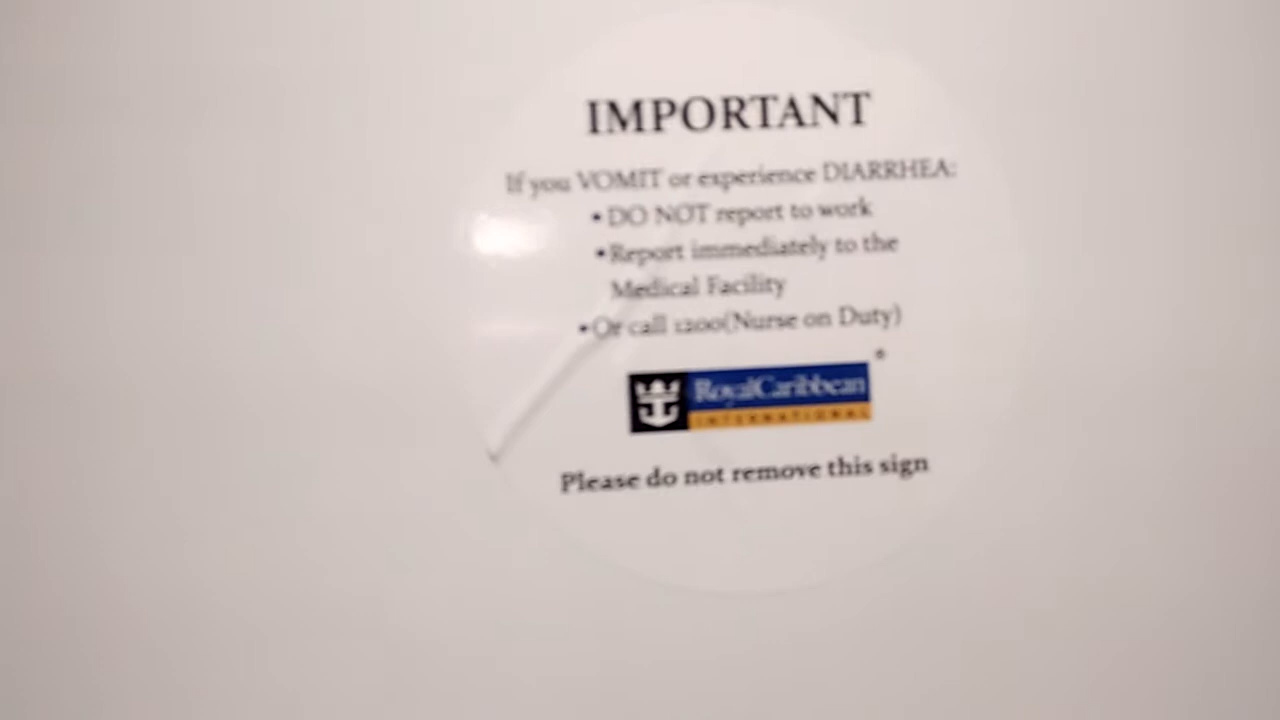 IMPORTANT
If you VOMIT or experience DIARRHEA:
•DO NOT report to work
•Report immediately to the
Medical Facility
•Or call 1200(Nurse on Duty)
RoyalCaribbean®
INTERNATIONAL
Please do not remove this sign